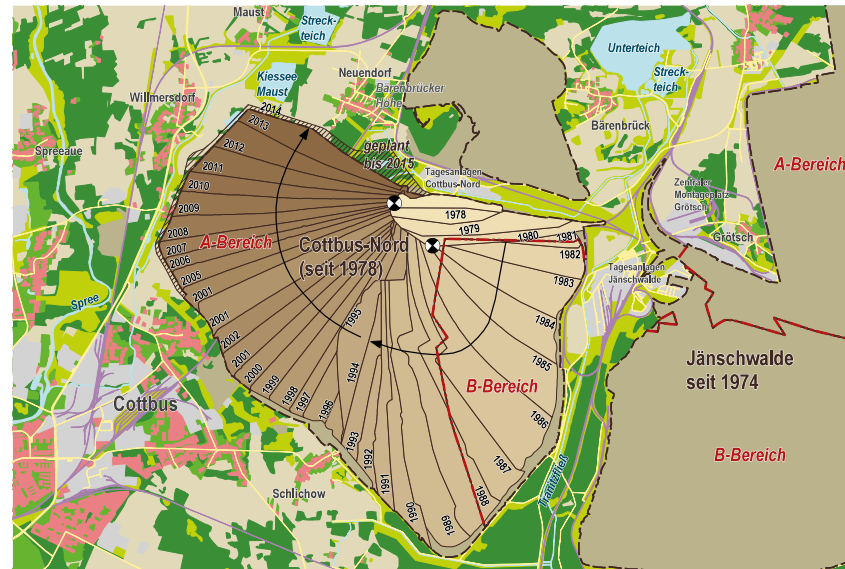 Maust
Streck-
teich
Kiessee
Maust
Neuendorf
Bärenbrücker
Höhe
Unterteich
Streck-
teich
Willmersdorf
Bärenbrück
Spreeaue
A-Bereich
geplant
bis 2015
Tagesanlagen
Cottbus-Nord
Zentraler
Montageplatz
Grötsch
Grötsch
2014
2013
2012
2011
2010
2009
2008
2007
2006
2005
2001
2001
2002
2001
2000
1999
1998
1997
1996
1995
1994
1993
1992
1991
1990
1989
1988
1987
1986
1985
1984
1983
1982
1981
1980
1979
1978
A-Bereich
Cottbus-Nord
(seit 1978)
Tagesanlagen
Jänschwalde
Spree
B-Bereich
Jänschwalde
seit 1974
Cottbus
B-Bereich
Schlichow
Tranitzfließ